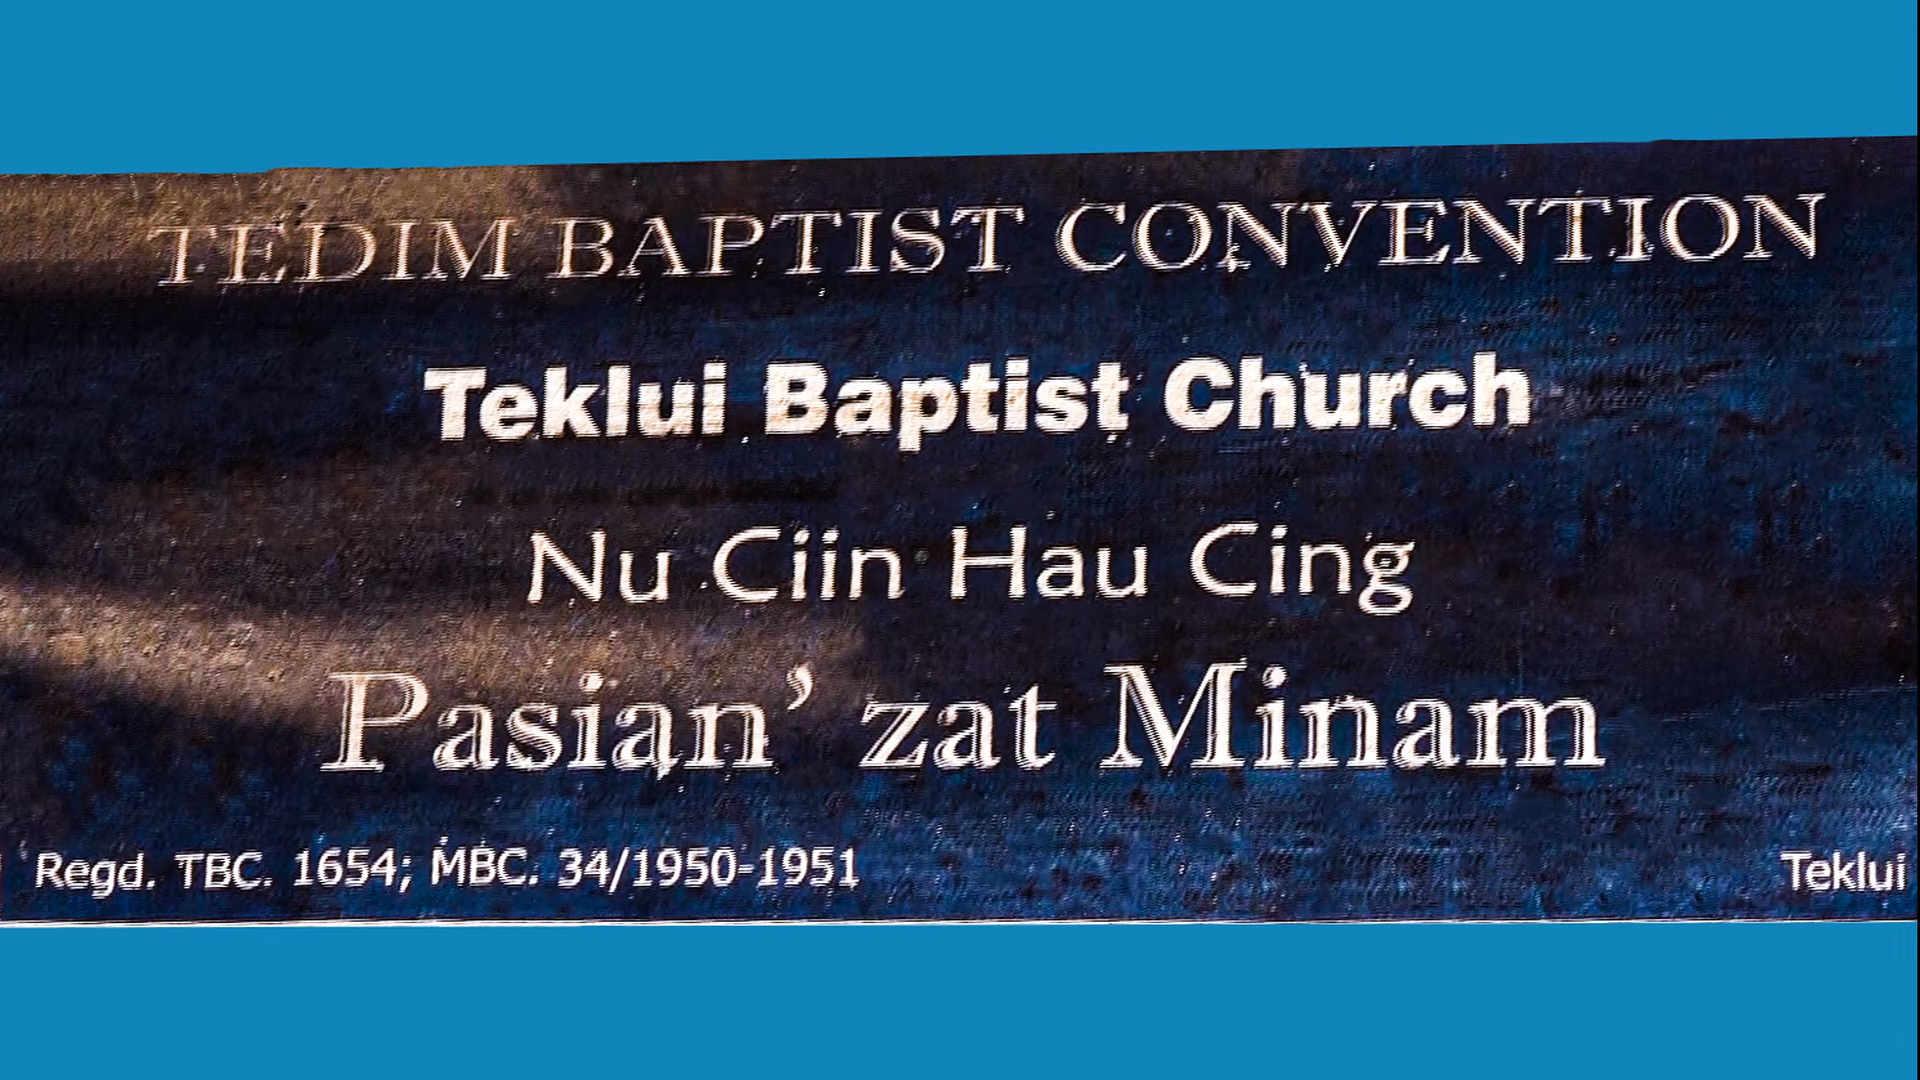 TEDIM BAPTIST CONVENTION
Teklui Baptist Church
Nu Ciin Hau Cing
Pasian’ zat Minam
Regd. TBC. 1654; MBC. 34/1950-1951
Teklui